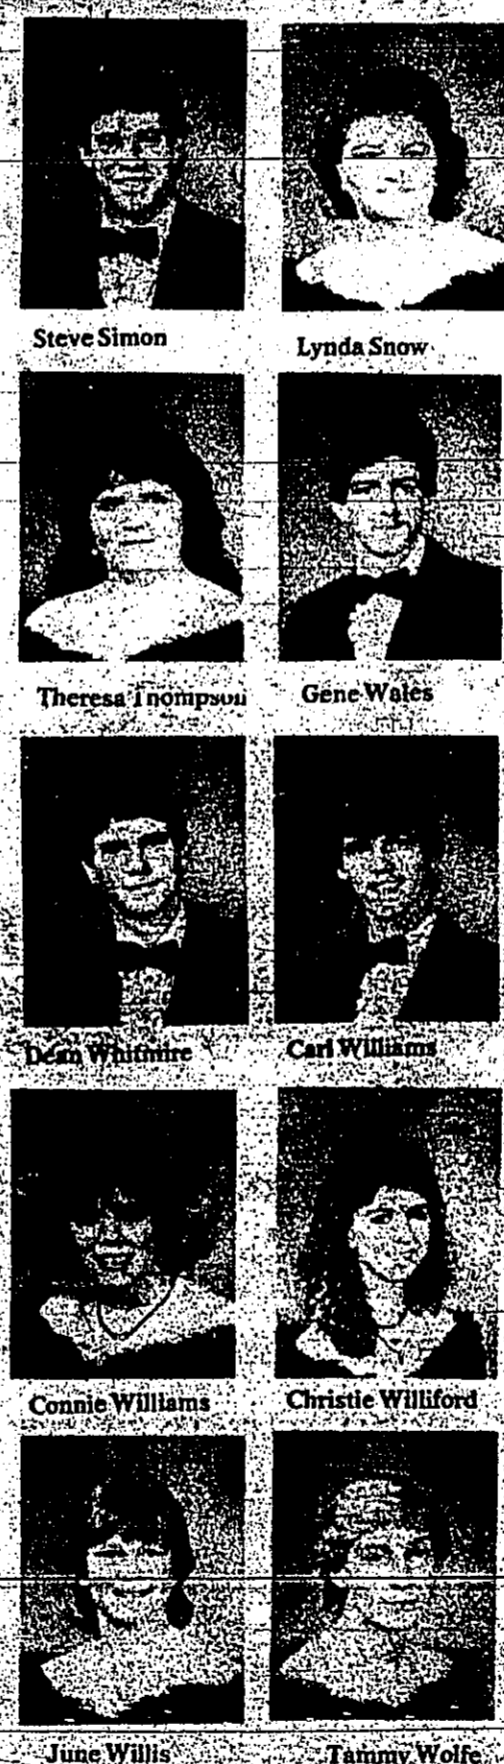 Steve Simon
Lynda Snow
Theresa Thompson
Gene Wales
Dean Whitmire
Carl Williams
Connie Williams
Christie Williford
June Willis
Tammy Wolfe